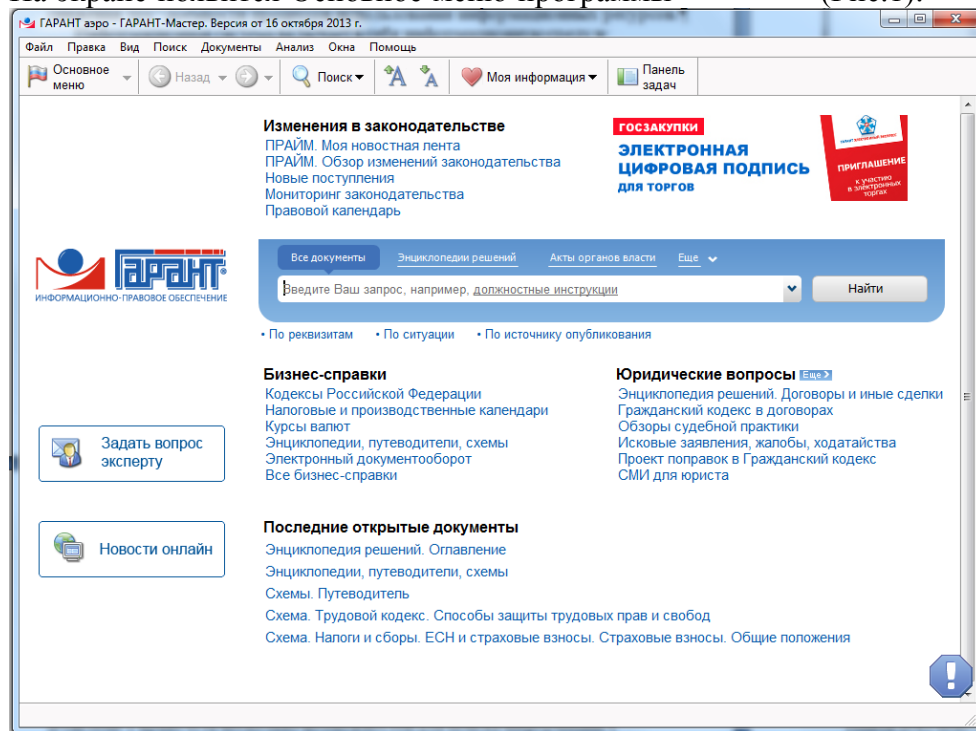 На экране появится Основное меню программы (Рис.1).
ГАРАНТ аэро - ГАРАНТ-Мастер. Версия от 16 октября 2013 г.
Файл Правка Вид Поиск Документы Анализ Окна Помощь
Основное меню Назад Поиск Моя информация Панель задач
Изменения в законодательстве
ПРАЙМ. Моя новостная лента
ПРАЙМ. Обзор изменений законодательства
Новые поступления
Мониторинг законодательства
Правовой календарь
ГОСЗАКУПКИ
ЭЛЕКТРОННАЯ
ЦИФРОВАЯ ПОДПИСЬ
ДЛЯ ТОРГОВ
ПРИГЛАШЕНИЕ
к участию
в электронных
торгах
Гарант
ИНФОРМАЦИОННО-ПРАВОВОЕ ОБЕСПЕЧЕНИЕ
Все документы Энциклопедии решений Акты органов власти Еще
Введите Ваш запрос, например, должностные инструкции Найти
• По реквизитам • По ситуации • По источнику опубликования
Бизнес-справки
Кодексы Российской Федерации
Налоговые и производственные календари
Курсы валют
Энциклопедии, путеводители, схемы
Электронный документооборот
Все бизнес-справки
Юридические вопросы Еще
Энциклопедия решений. Договоры и иные сделки
Гражданский кодекс в договорах
Обзоры судебной практики
Исковые заявления, жалобы, ходатайства
Проект поправок в Гражданский кодекс
СМИ для юриста
Задать вопрос
эксперту
Новости онлайн
Последние открытые документы
Энциклопедия решений. Оглавление
Энциклопедии, путеводители, схемы
Схемы. Путеводитель
Схема. Трудовой кодекс. Способы защиты трудовых прав и свобод
Схема. Налоги и сборы. ЕСН и страховые взносы. Страховые взносы. Общие положения